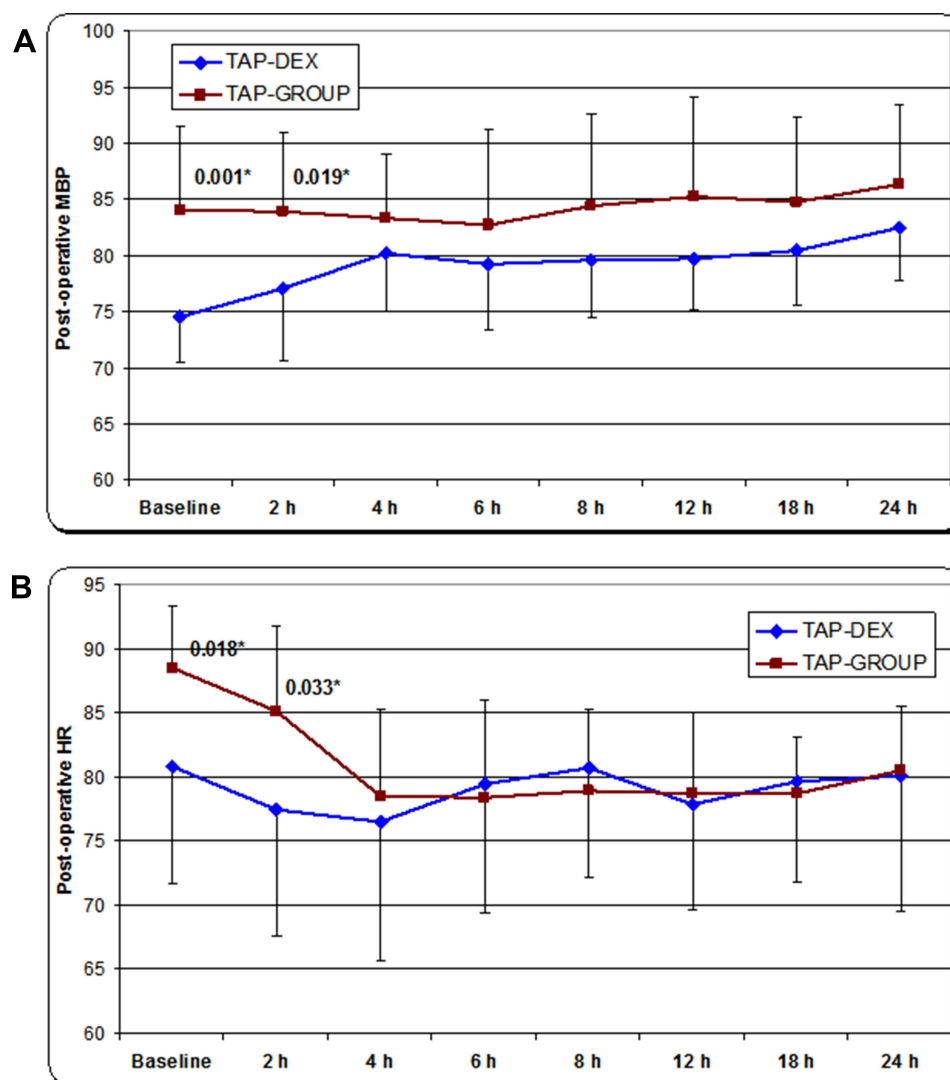 A
100
TAP-DEX
TAP-GROUP
95
90
0.001* 0.019*
85
80
75
70
65
60
Post-operative MBP
Baseline 2 h 4 h 6 h 8 h 12 h 18 h 24 h
B
95
TAP-DEX
TAP-GROUP
90
0.018*
0.033*
85
80
75
70
65
60
Post-operative HR
Baseline 2 h 4 h 6 h 8 h 12 h 18 h 24 h